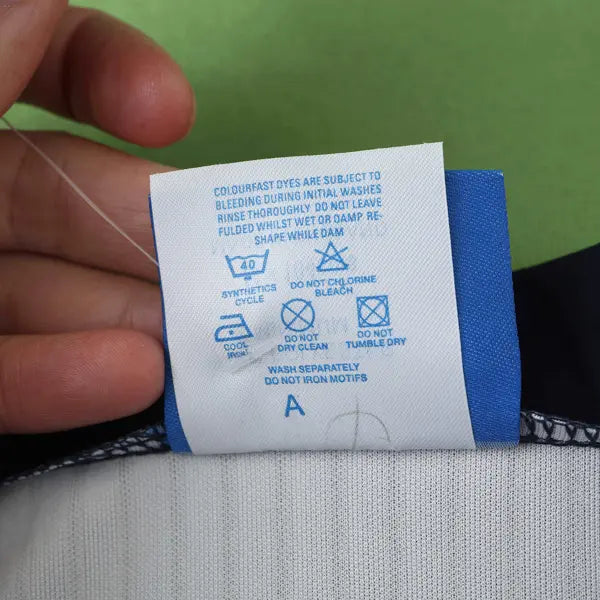 COLOURFAST DYES ARE SUBJECT TO
BLEEDING DURING INITIAL WASHES
RINSE THOROUGHLY DO NOT LEAVE
FULDED WHILST WET OR DAMP RE-
SHAPE WHILE DAM
40
SYNTHETICS
CYCLE
DO NOT CHLORINE
BLEACH
COOL
IRON
DO NOT
DRY CLEAN
DO NOT
TUMBLE DRY
WASH SEPARATELY
DO NOT IRON MOTIFS
A